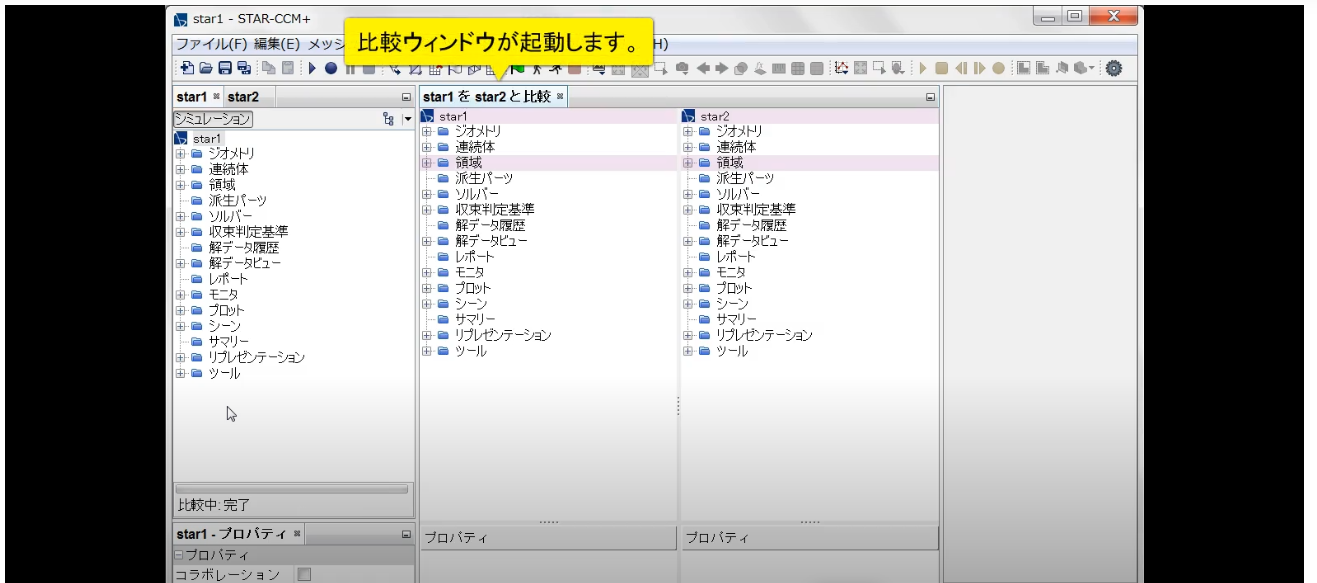 star1 - STAR-CCM+
ファイル(F) 編集(E) メッシ
H)
比較ウィンドウが起動します。
star1
star2
シミュレーション
star1
ジオメトリ
連続体
領域
派生パーツ
ソルバー
収束判定基準
解データ履歴
解データビュー
レポート
モニタ
プロット
シーン
サマリー
リプレゼンテーション
ツール
比較中: 完了
star1 - プロパティ
プロパティ
コラボレーション
star1 を star2 と比較
star1
ジオメトリ
連続体
領域
派生パーツ
ソルバー
収束判定基準
解データ履歴
解データビュー
レポート
モニタ
プロット
シーン
サマリー
リプレゼンテーション
ツール
プロパティ
star2
ジオメトリ
連続体
領域
派生パーツ
ソルバー
収束判定基準
解データ履歴
解データビュー
レポート
モニタ
プロット
シーン
サマリー
リプレゼンテーション
ツール
プロパティ